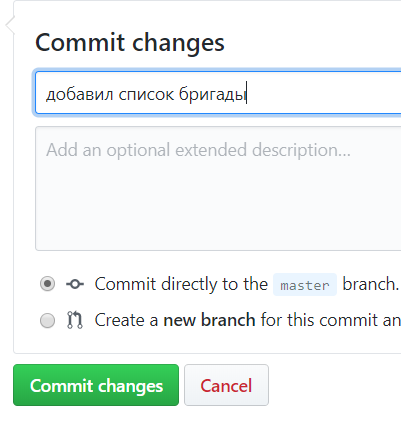 Commit changes
добавил список бригады
Add an optional extended description...
Commit directly to the master branch.
Create a new branch for this commit an
Commit changes
Cancel